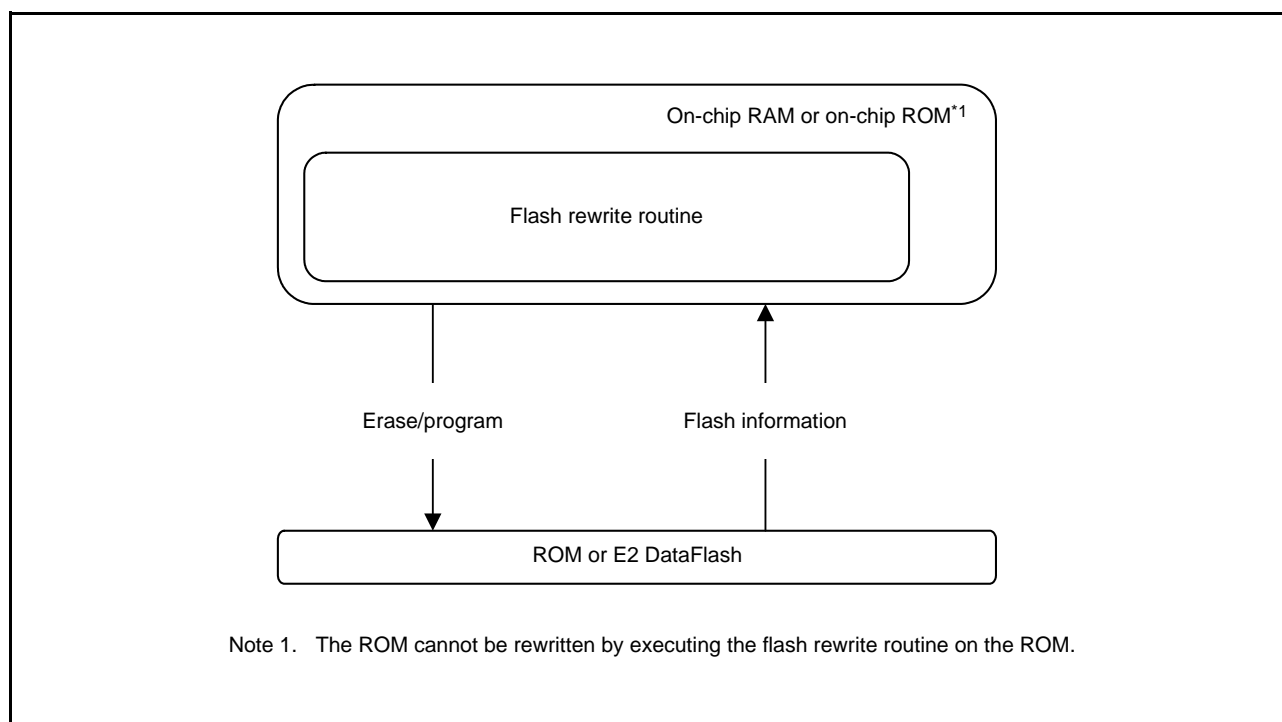 On-chip RAM or on-chip ROM*1
Flash rewrite routine
Erase/program
Flash information
ROM or E2 DataFlash
Note 1. The ROM cannot be rewritten by executing the flash rewrite routine on the ROM.